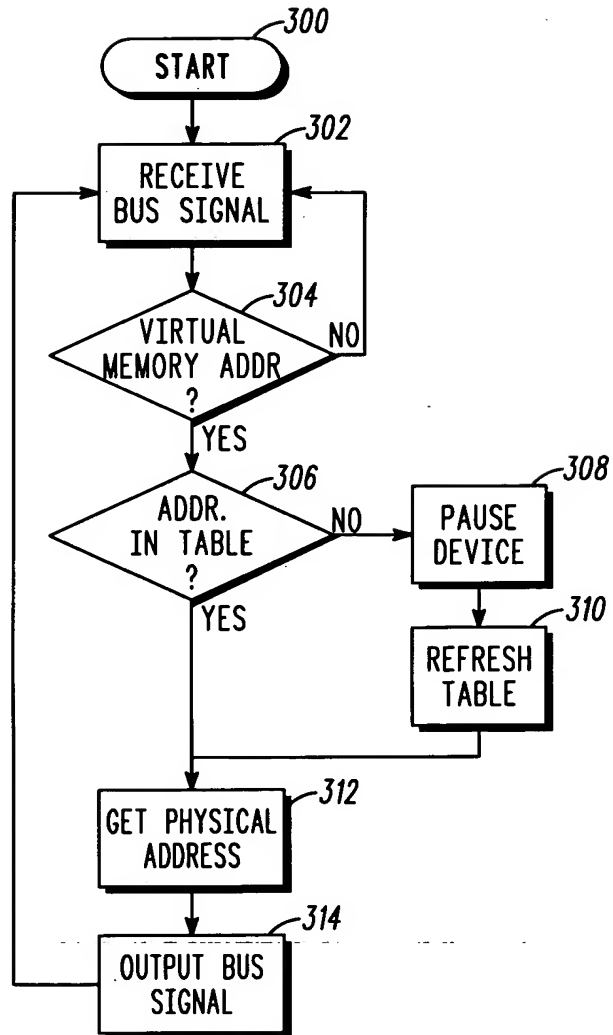 300
START
302
RECEIVE
BUS SIGNAL
304
VIRTUAL
MEMORY ADDR
?
NO
YES
306
ADDR.
IN TABLE
?
NO
YES
308
PAUSE
DEVICE
310
REFRESH
TABLE
312
GET PHYSICAL
ADDRESS
314
OUTPUT BUS
SIGNAL